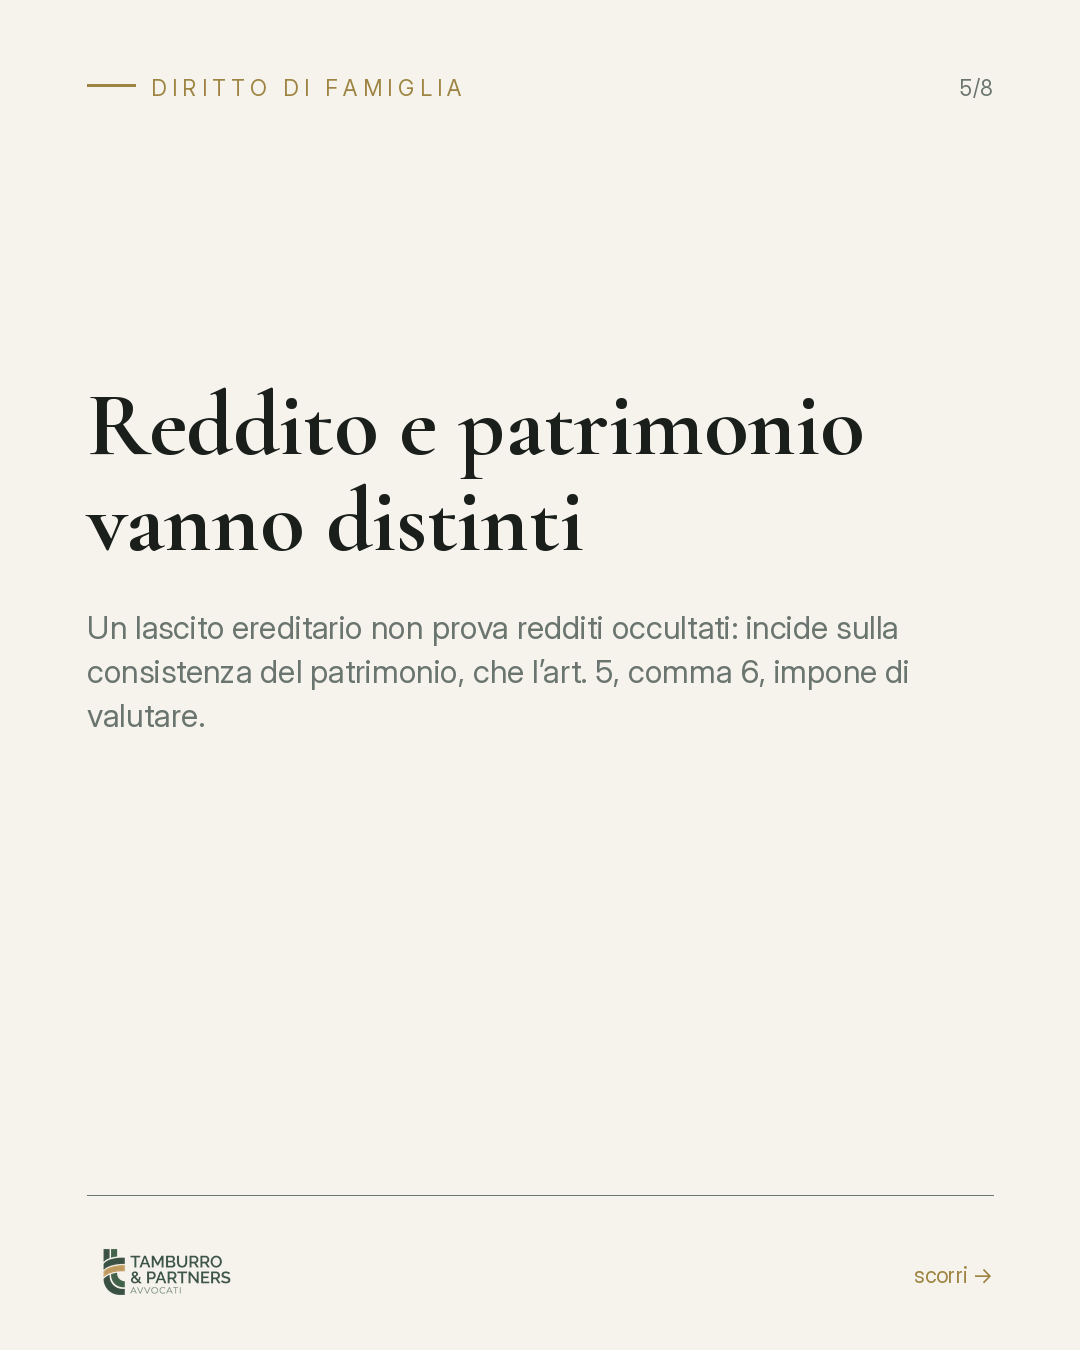 DIRITTO DI FAMIGLIA
5/8
Reddito e patrimonio
vanno distinti
Un lascito ereditario non prova redditi occultati: incide sulla
consistenza del patrimonio, che l’art. 5, comma 6, impone di
valutare.
TAMBURRO
& PARTNERS
AVVOCATI
scorri →